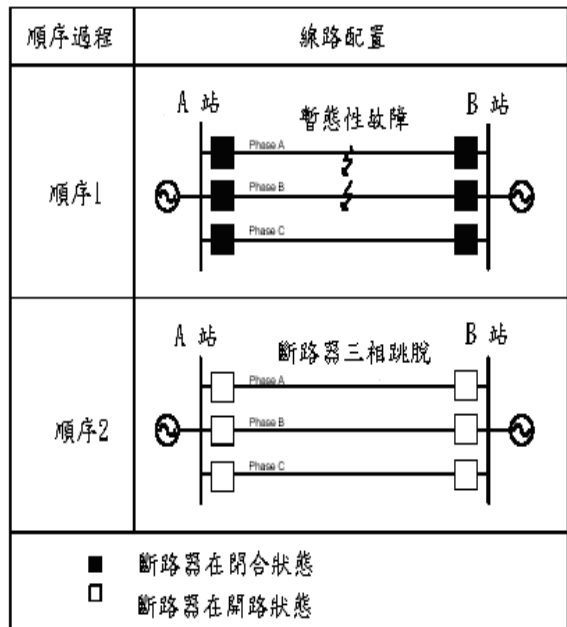 順序過程 線路配置
A 站 B 站
暫態性故障
Phase A
順序1
Phase B
Phase C
A 站 B 站
斷路器三相跳脫
Phase A
順序2
Phase B
Phase C
斷路器在閉合狀態
斷路器在開路狀態